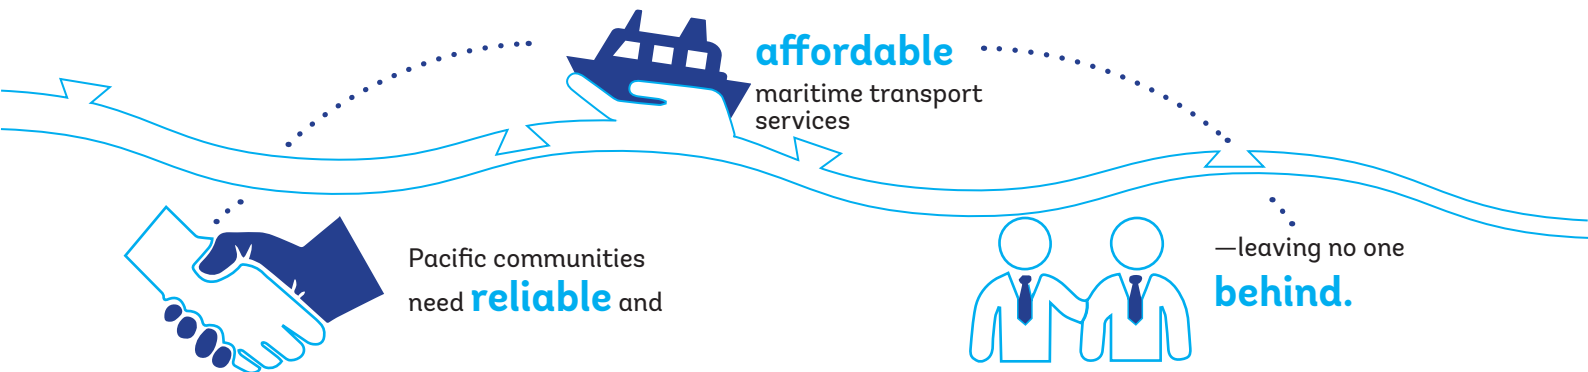 Pacific communities
need reliable and
affordable
maritime transport
services
—leaving no one
behind.